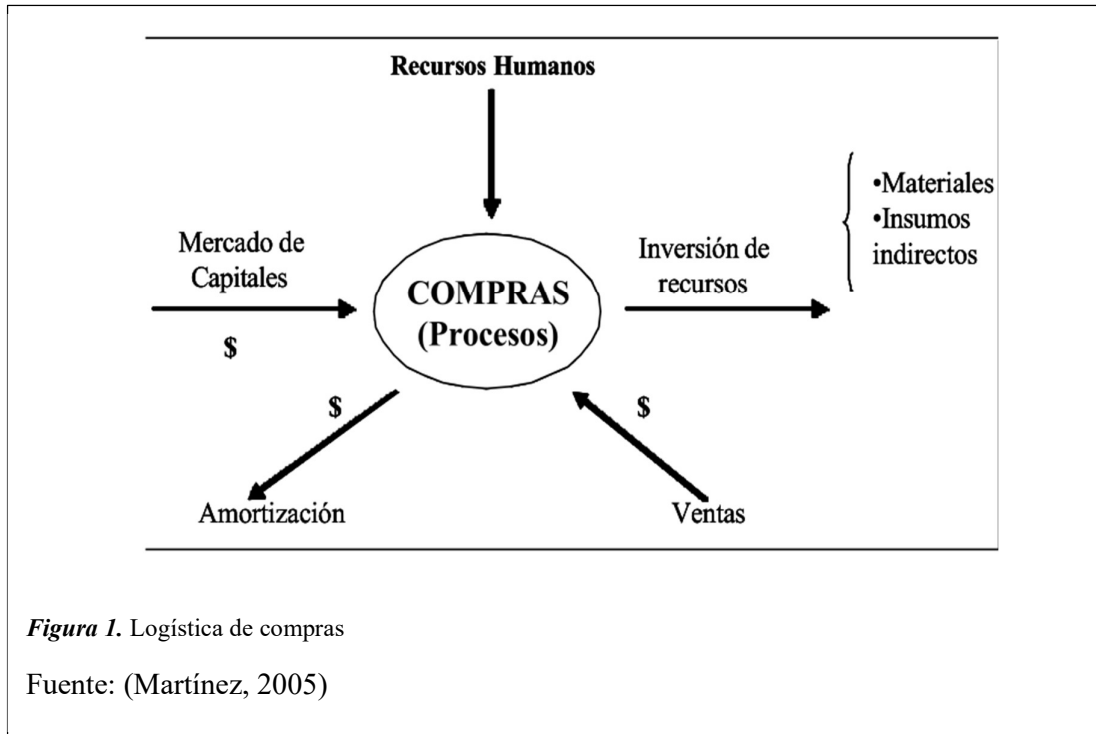 Recursos Humanos
Mercado de
Capitales
$
COMPRAS
(Procesos)
Inversión de
recursos
•Materiales
•Insumos
indirectos
$
Amortización
$
Ventas
Figura 1. Logística de compras
Fuente: (Martínez, 2005)